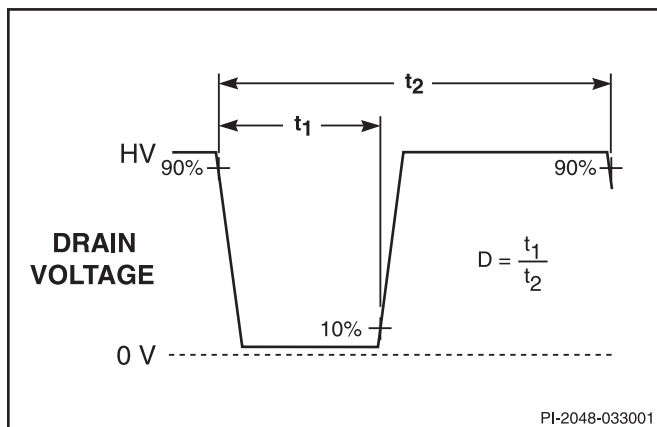 t2
t1
HV
90%
90%
DRAIN
VOLTAGE
D = t1
t2
10%
0 V
PI-2048-033001